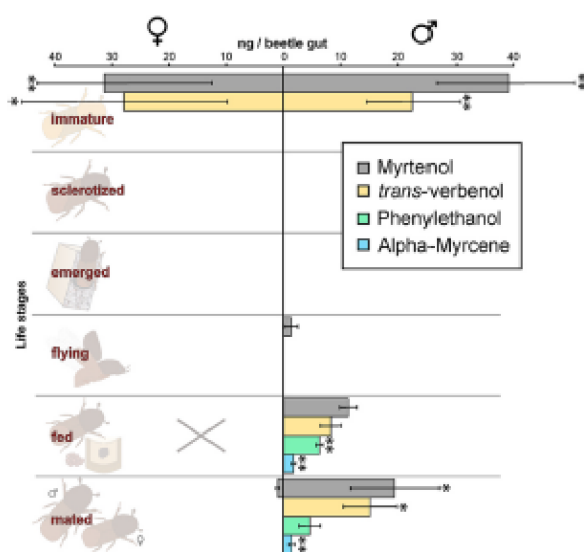 ♀ ♂
ng / beetle gut
40 30 20 10 0 10 20 30 40
** **
* **
immature
Myrtenol
trans-verbenol
Phenylethanol
Alpha-Myrcene
sclerotized
emerged
Life stages
flying
fed
**
**
♂
*
*
mated
♀
**